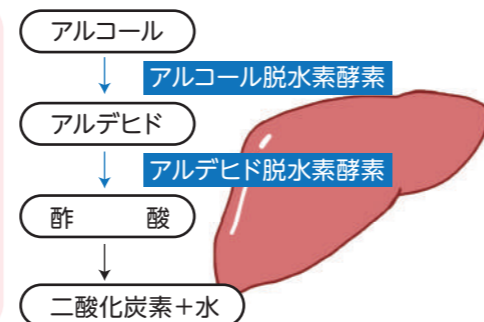 アルコール
アルコール脱水素酵素
アルデヒド
アルデヒド脱水素酵素
酢　　酸
二酸化炭素＋水